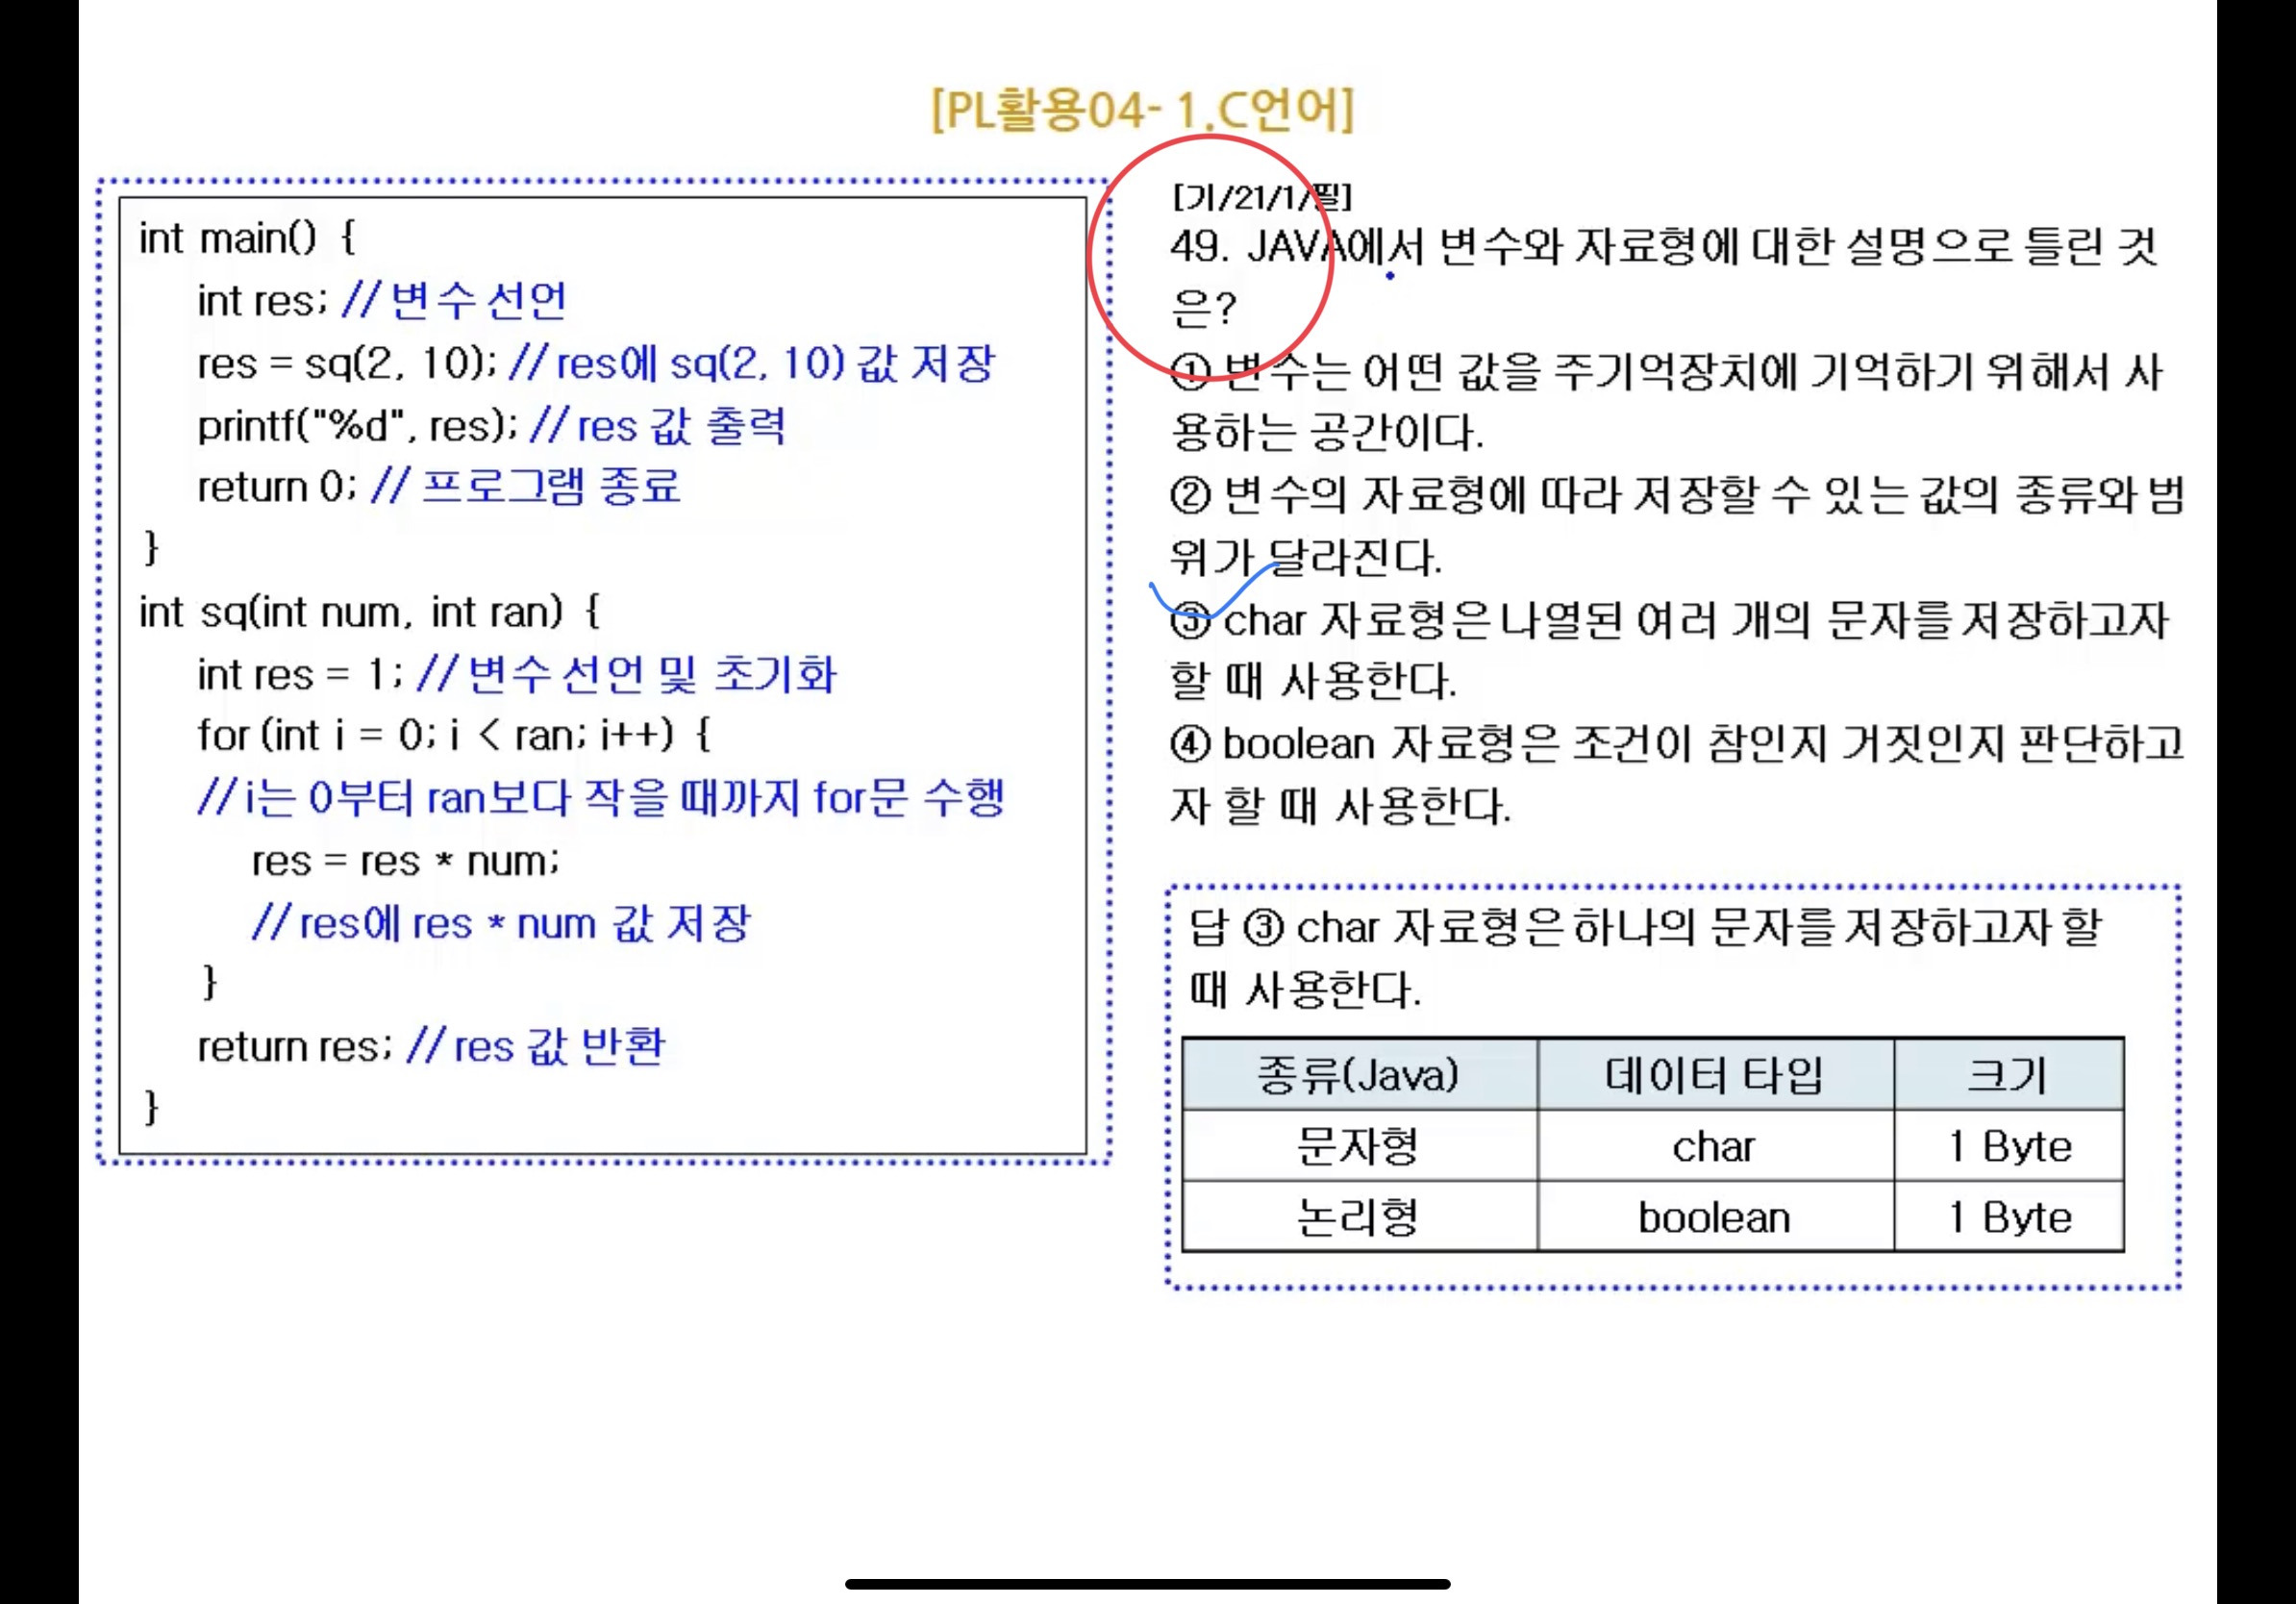 [PL활용04- 1.C언어]
int main() {
int res; // 변수 선언
res = sq(2, 10); // res에 sq(2, 10) 값 저장
printf("%d", res); // res 값 출력
return 0; // 프로그램 종료
}
int sq(int num, int ran) {
int res = 1; // 변수 선언 및 초기화
for (int i = 0; i < ran; i++) {
// i는 0부터 ran보다 작을 때까지 for문 수행
res = res * num;
// res에 res * num 값 저장
}
return res; // res 값 반환
}
[기/21/1/필]
49. JAVA에서 변수와 자료형에 대한 설명으로 틀린 것
은?
① 변수는 어떤 값을 주기억장치에 기억하기 위해서 사
용하는 공간이다.
② 변수의 자료형에 따라 저장할 수 있는 값의 종류와 범
위가 달라진다.
③ char 자료형은 나열된 여러 개의 문자를 저장하고자
할 때 사용한다.
④ boolean 자료형은 조건이 참인지 거짓인지 판단하고
자 할 때 사용한다.
답 ③ char 자료형은 하나의 문자를 저장하고자 할
때 사용한다.
종류(Java) 데이터 타입 크기
문자형 char 1 Byte
논리형 boolean 1 Byte